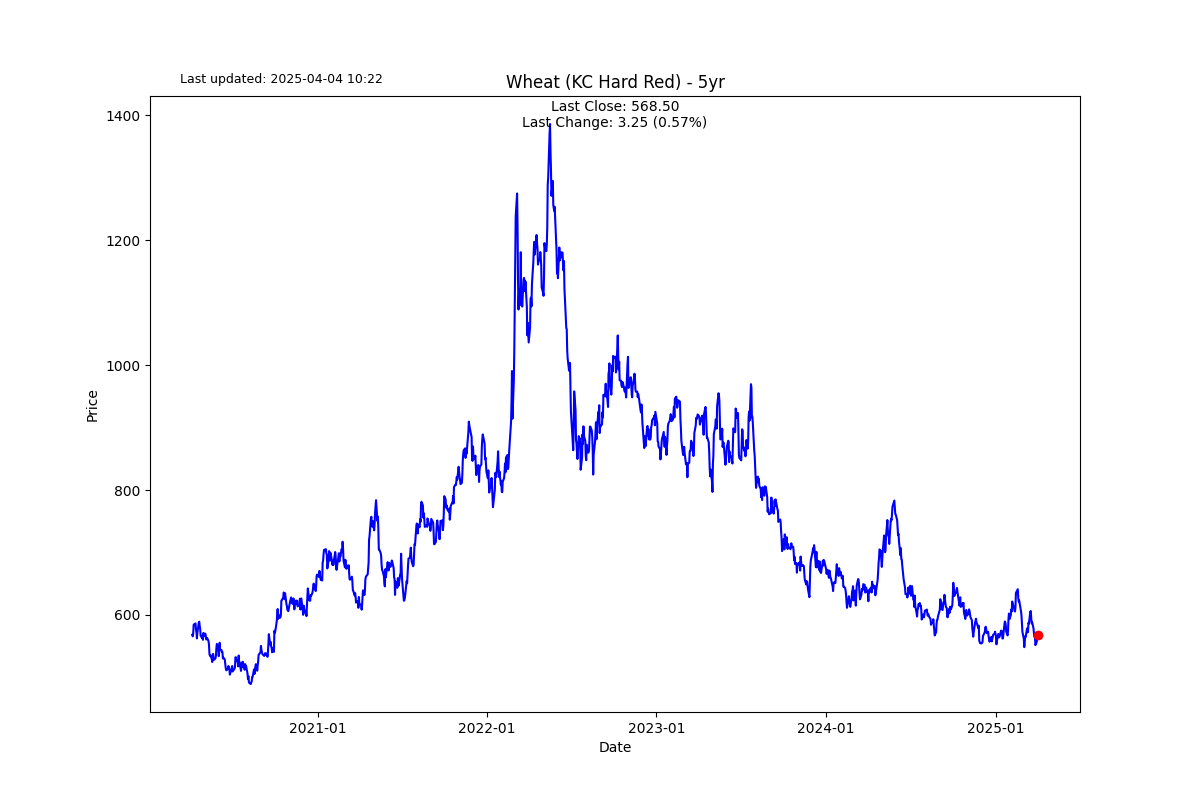 Last updated: 2025-04-04 10:22
Wheat (KC Hard Red) - 5yr
Last Close: 568.50
Last Change: 3.25 (0.57%)
1400
1200
1000
800
600
Price
2021-01
2022-01
2023-01
2024-01
2025-01
Date